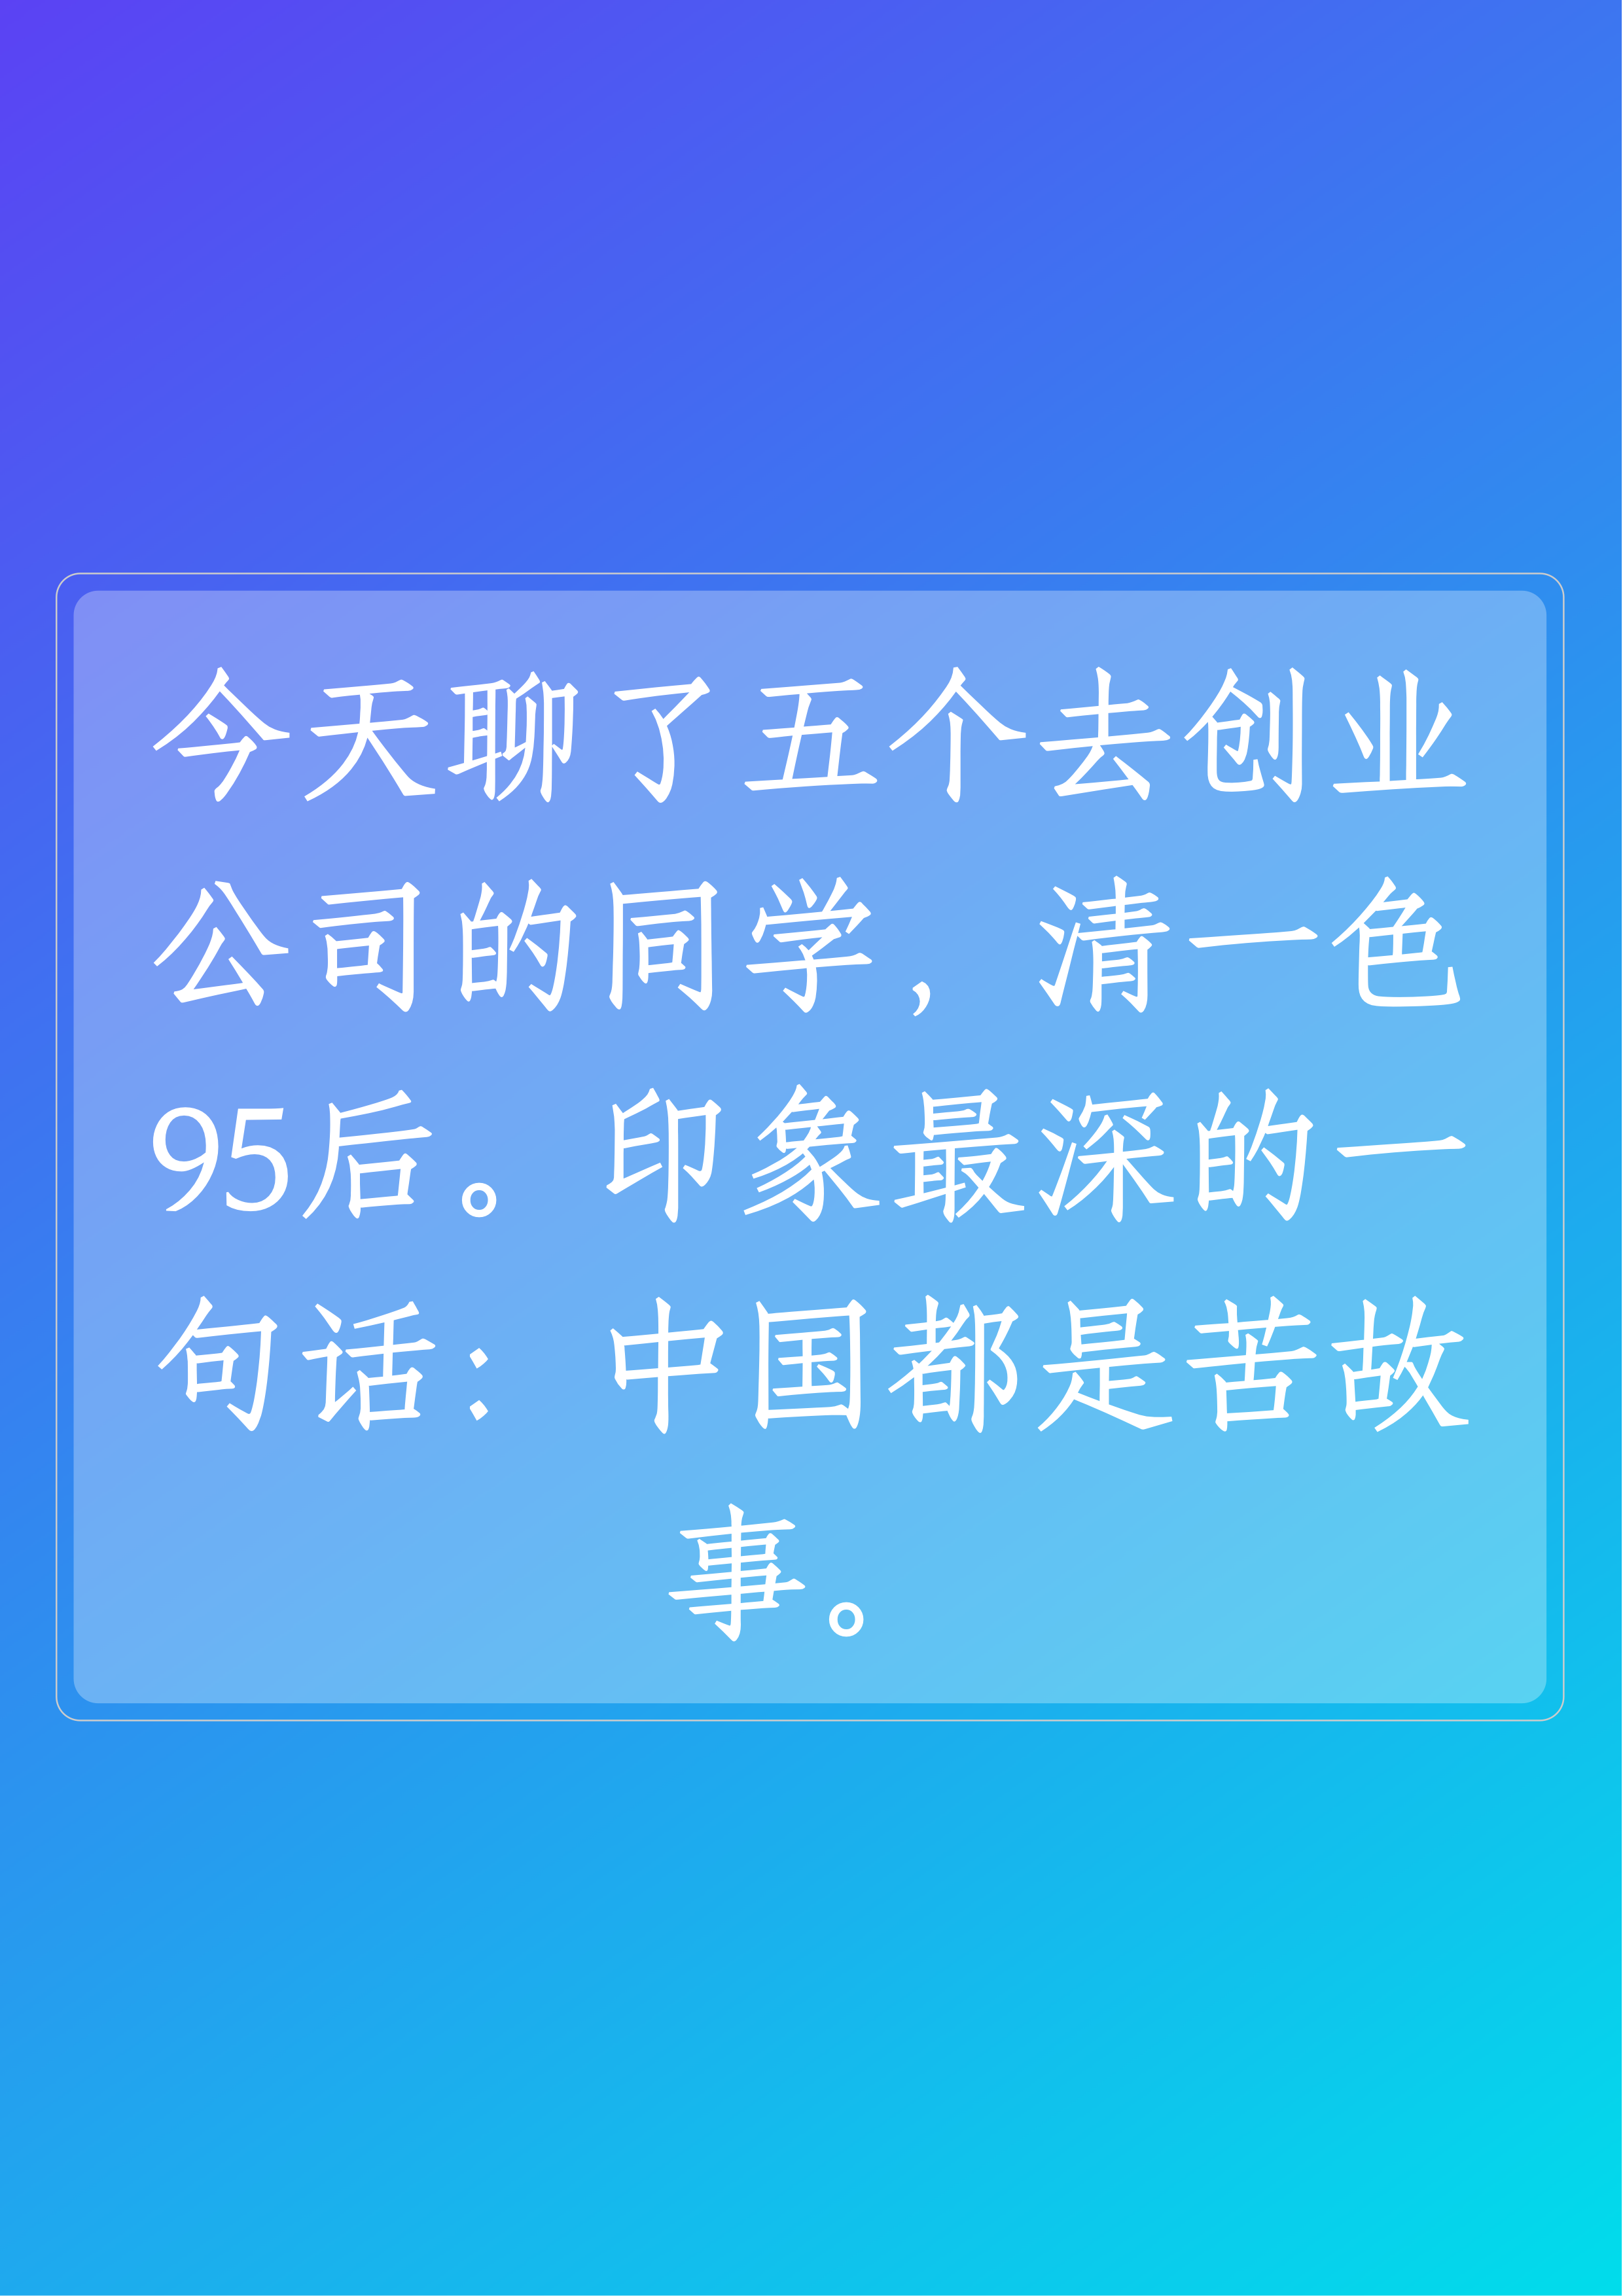 今天聊了五个去创业
公司的同学，清一色
95后。印象最深的一
句话：中国都是苦故
事。